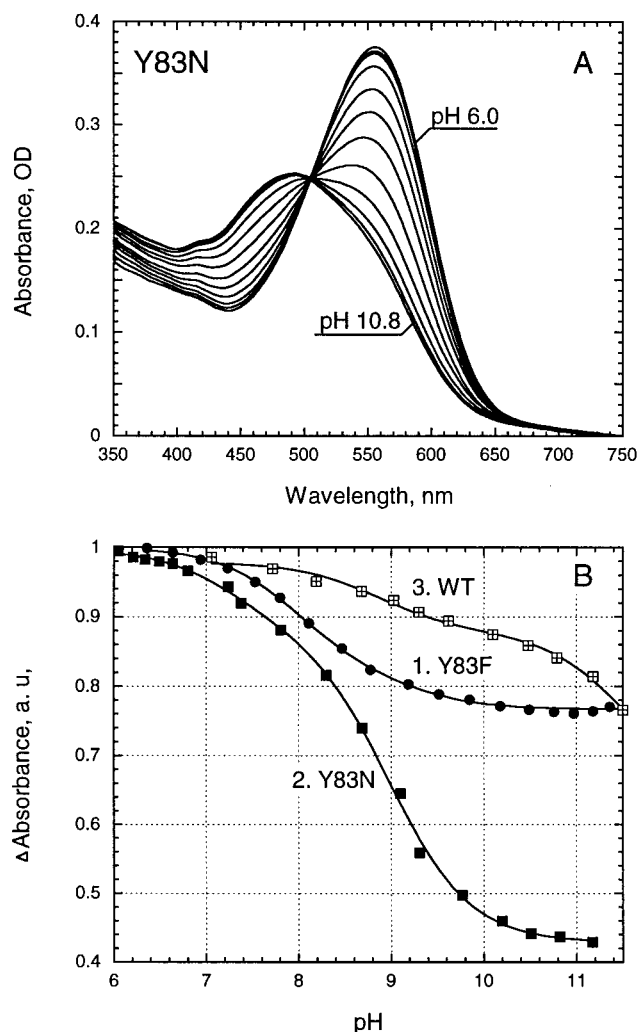 Y83N
A
pH 6.0
pH 10.8
Absorbance, OD
0.4
0.3
0.2
0.1
0
350 400 450 500 550 600 650 700 750
Wavelength, nm
B
3. WT
1. Y83F
2. Y83N
Δ Absorbance, a. u,
1
0.9
0.8
0.7
0.6
0.5
0.4
6 7 8 9 10 11
pH